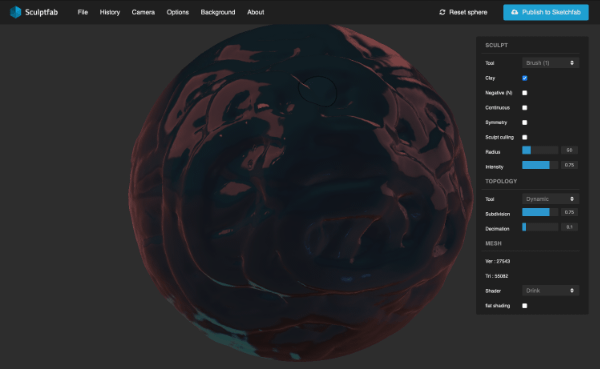 Sculptfab File History Camera Options Background About Reset sphere Publish to Sketchfab
SCULPT
Tool Brush (1)
Clay
Negative (N)
Continuous
Symmetry
Sculpt culling
Radius 50
Intensity 0.75
TOPOLOGY
Tool Dynamic
Subdivision 0.75
Decimation 0.1
MESH
Ver : 27543
Tri : 55082
Shader Drink
flat shading